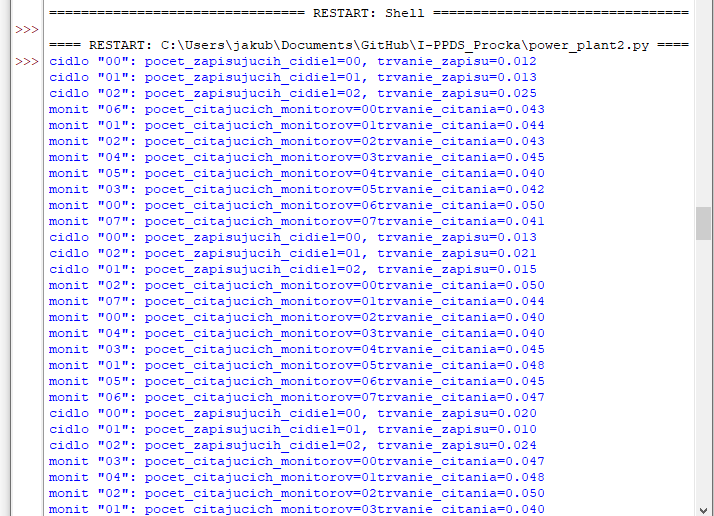 ================================ RESTART: Shell ================================
>>>
==== RESTART: C:\Users\jakub\Documents\GitHub\I-PPDS_Procka\power_plant2.py ====
>>> cidlo "00": pocet_zapisujucih_cidiel=00, trvanie_zapisu=0.012
cidlo "01": pocet_zapisujucih_cidiel=01, trvanie_zapisu=0.013
cidlo "02": pocet_zapisujucih_cidiel=02, trvanie_zapisu=0.025
monit "06": pocet_citajucich_monitorov=00trvanie_citania=0.043
monit "01": pocet_citajucich_monitorov=01trvanie_citania=0.044
monit "02": pocet_citajucich_monitorov=02trvanie_citania=0.043
monit "04": pocet_citajucich_monitorov=03trvanie_citania=0.045
monit "05": pocet_citajucich_monitorov=04trvanie_citania=0.040
monit "03": pocet_citajucich_monitorov=05trvanie_citania=0.042
monit "00": pocet_citajucich_monitorov=06trvanie_citania=0.050
monit "07": pocet_citajucich_monitorov=07trvanie_citania=0.041
cidlo "00": pocet_zapisujucih_cidiel=00, trvanie_zapisu=0.013
cidlo "02": pocet_zapisujucih_cidiel=01, trvanie_zapisu=0.021
cidlo "01": pocet_zapisujucih_cidiel=02, trvanie_zapisu=0.015
monit "02": pocet_citajucich_monitorov=00trvanie_citania=0.050
monit "07": pocet_citajucich_monitorov=01trvanie_citania=0.044
monit "00": pocet_citajucich_monitorov=02trvanie_citania=0.040
monit "04": pocet_citajucich_monitorov=03trvanie_citania=0.040
monit "03": pocet_citajucich_monitorov=04trvanie_citania=0.045
monit "01": pocet_citajucich_monitorov=05trvanie_citania=0.048
monit "05": pocet_citajucich_monitorov=06trvanie_citania=0.045
monit "06": pocet_citajucich_monitorov=07trvanie_citania=0.047
cidlo "00": pocet_zapisujucih_cidiel=00, trvanie_zapisu=0.020
cidlo "01": pocet_zapisujucih_cidiel=01, trvanie_zapisu=0.010
cidlo "02": pocet_zapisujucih_cidiel=02, trvanie_zapisu=0.024
monit "03": pocet_citajucich_monitorov=00trvanie_citania=0.047
monit "04": pocet_citajucich_monitorov=01trvanie_citania=0.048
monit "02": pocet_citajucich_monitorov=02trvanie_citania=0.050
monit "01": pocet_citajucich_monitorov=03trvanie_citania=0.040